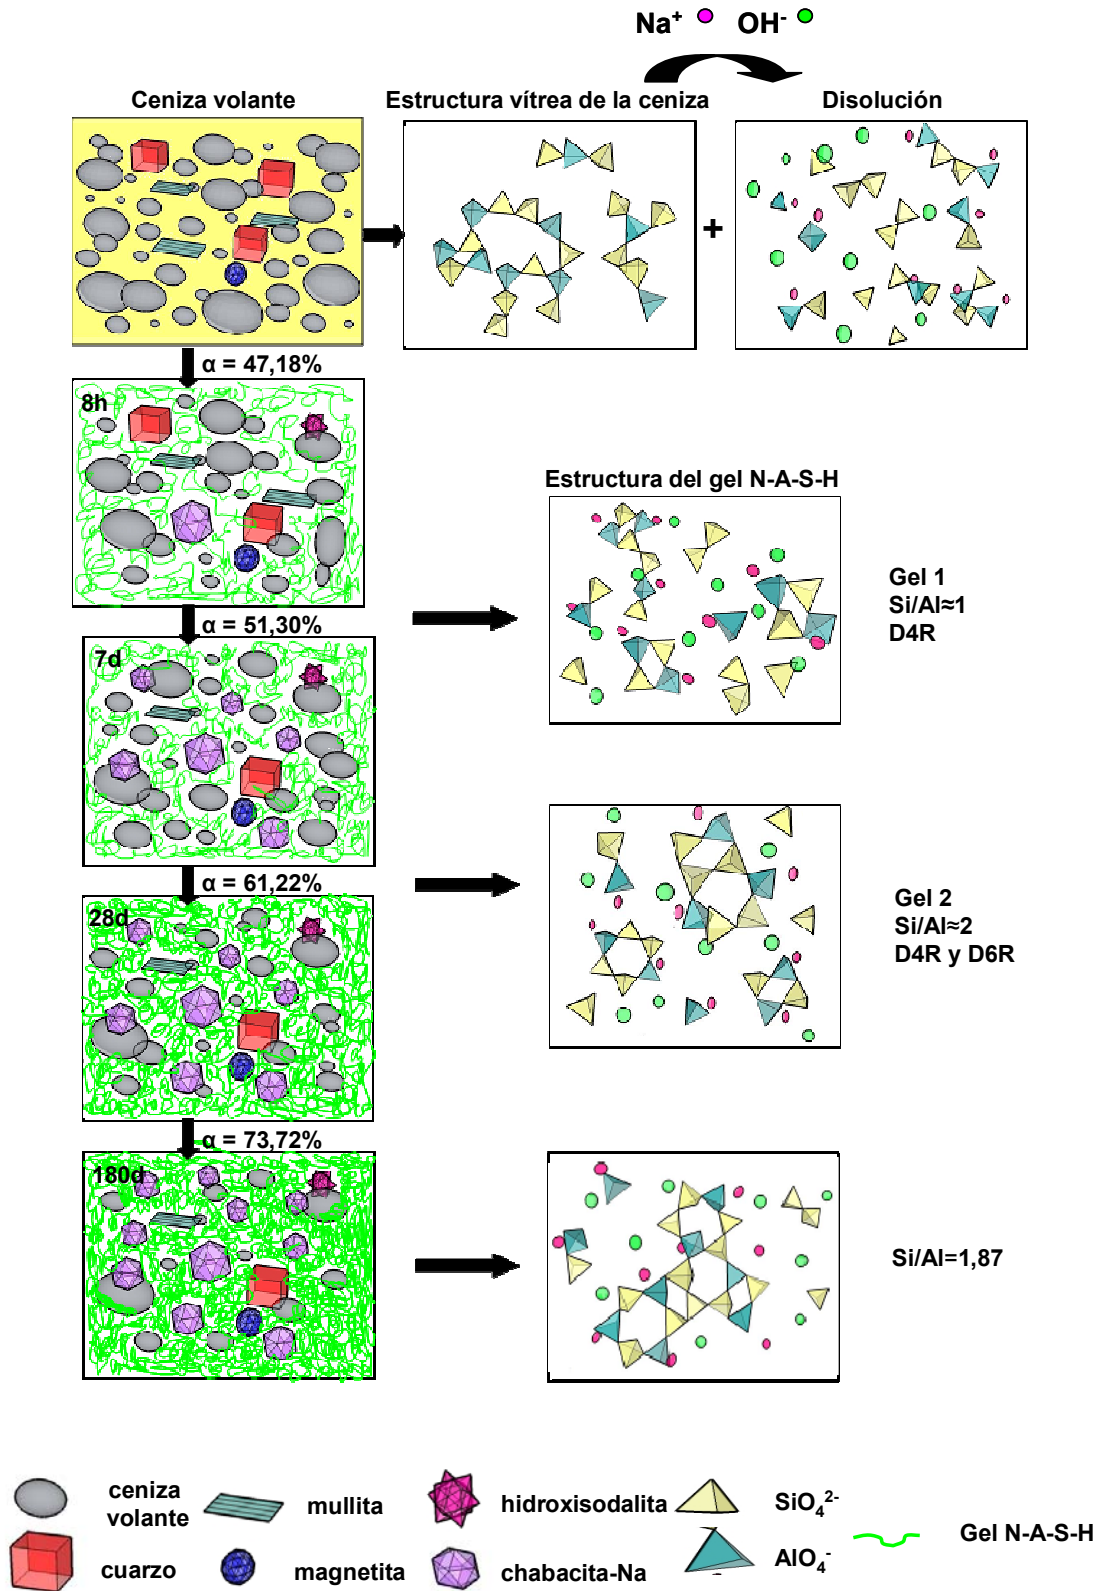 Na⁺ OH⁻
Ceniza volante
Estructura vítrea de la ceniza
Disolución
+
α = 47,18%
8h
Estructura del gel N-A-S-H
Gel 1
Si/Al≈1
D4R
α = 51,30%
7d
α = 61,22%
28d
Gel 2
Si/Al≈2
D4R y D6R
α = 73,72%
180d
Si/Al=1,87
ceniza
volante
mullita
hidroxisodalita
SiO₄²⁻
Gel N-A-S-H
cuarzo
magnetita
chabacita-Na
AlO₄⁻